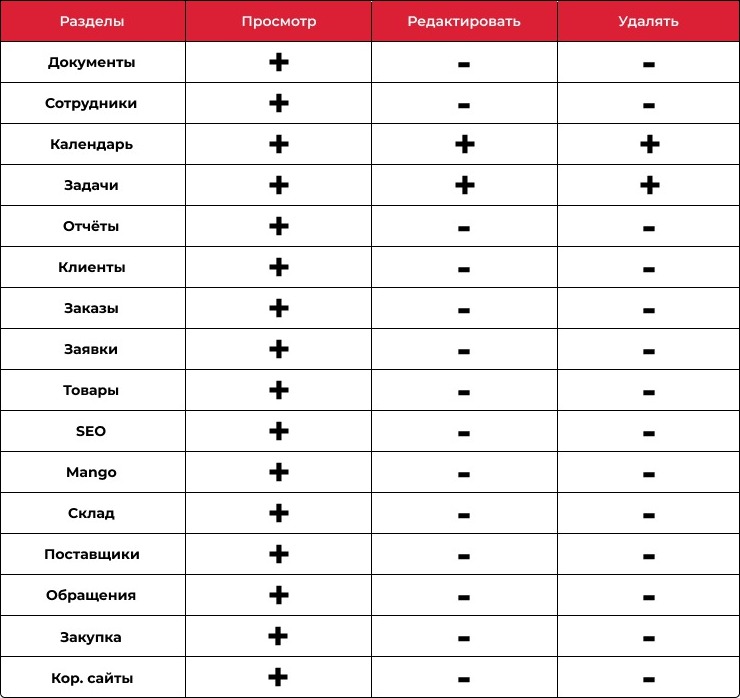 Разделы Просмотр Редактировать Удалять
Документы + - -
Сотрудники + - -
Календарь + + +
Задачи + + +
Отчёты + - -
Клиенты + - -
Заказы + - -
Заявки + - -
Товары + - -
SEO + - -
Mango + - -
Склад + - -
Поставщики + - -
Обращения + - -
Закупка + - -
Кор. сайты + - -